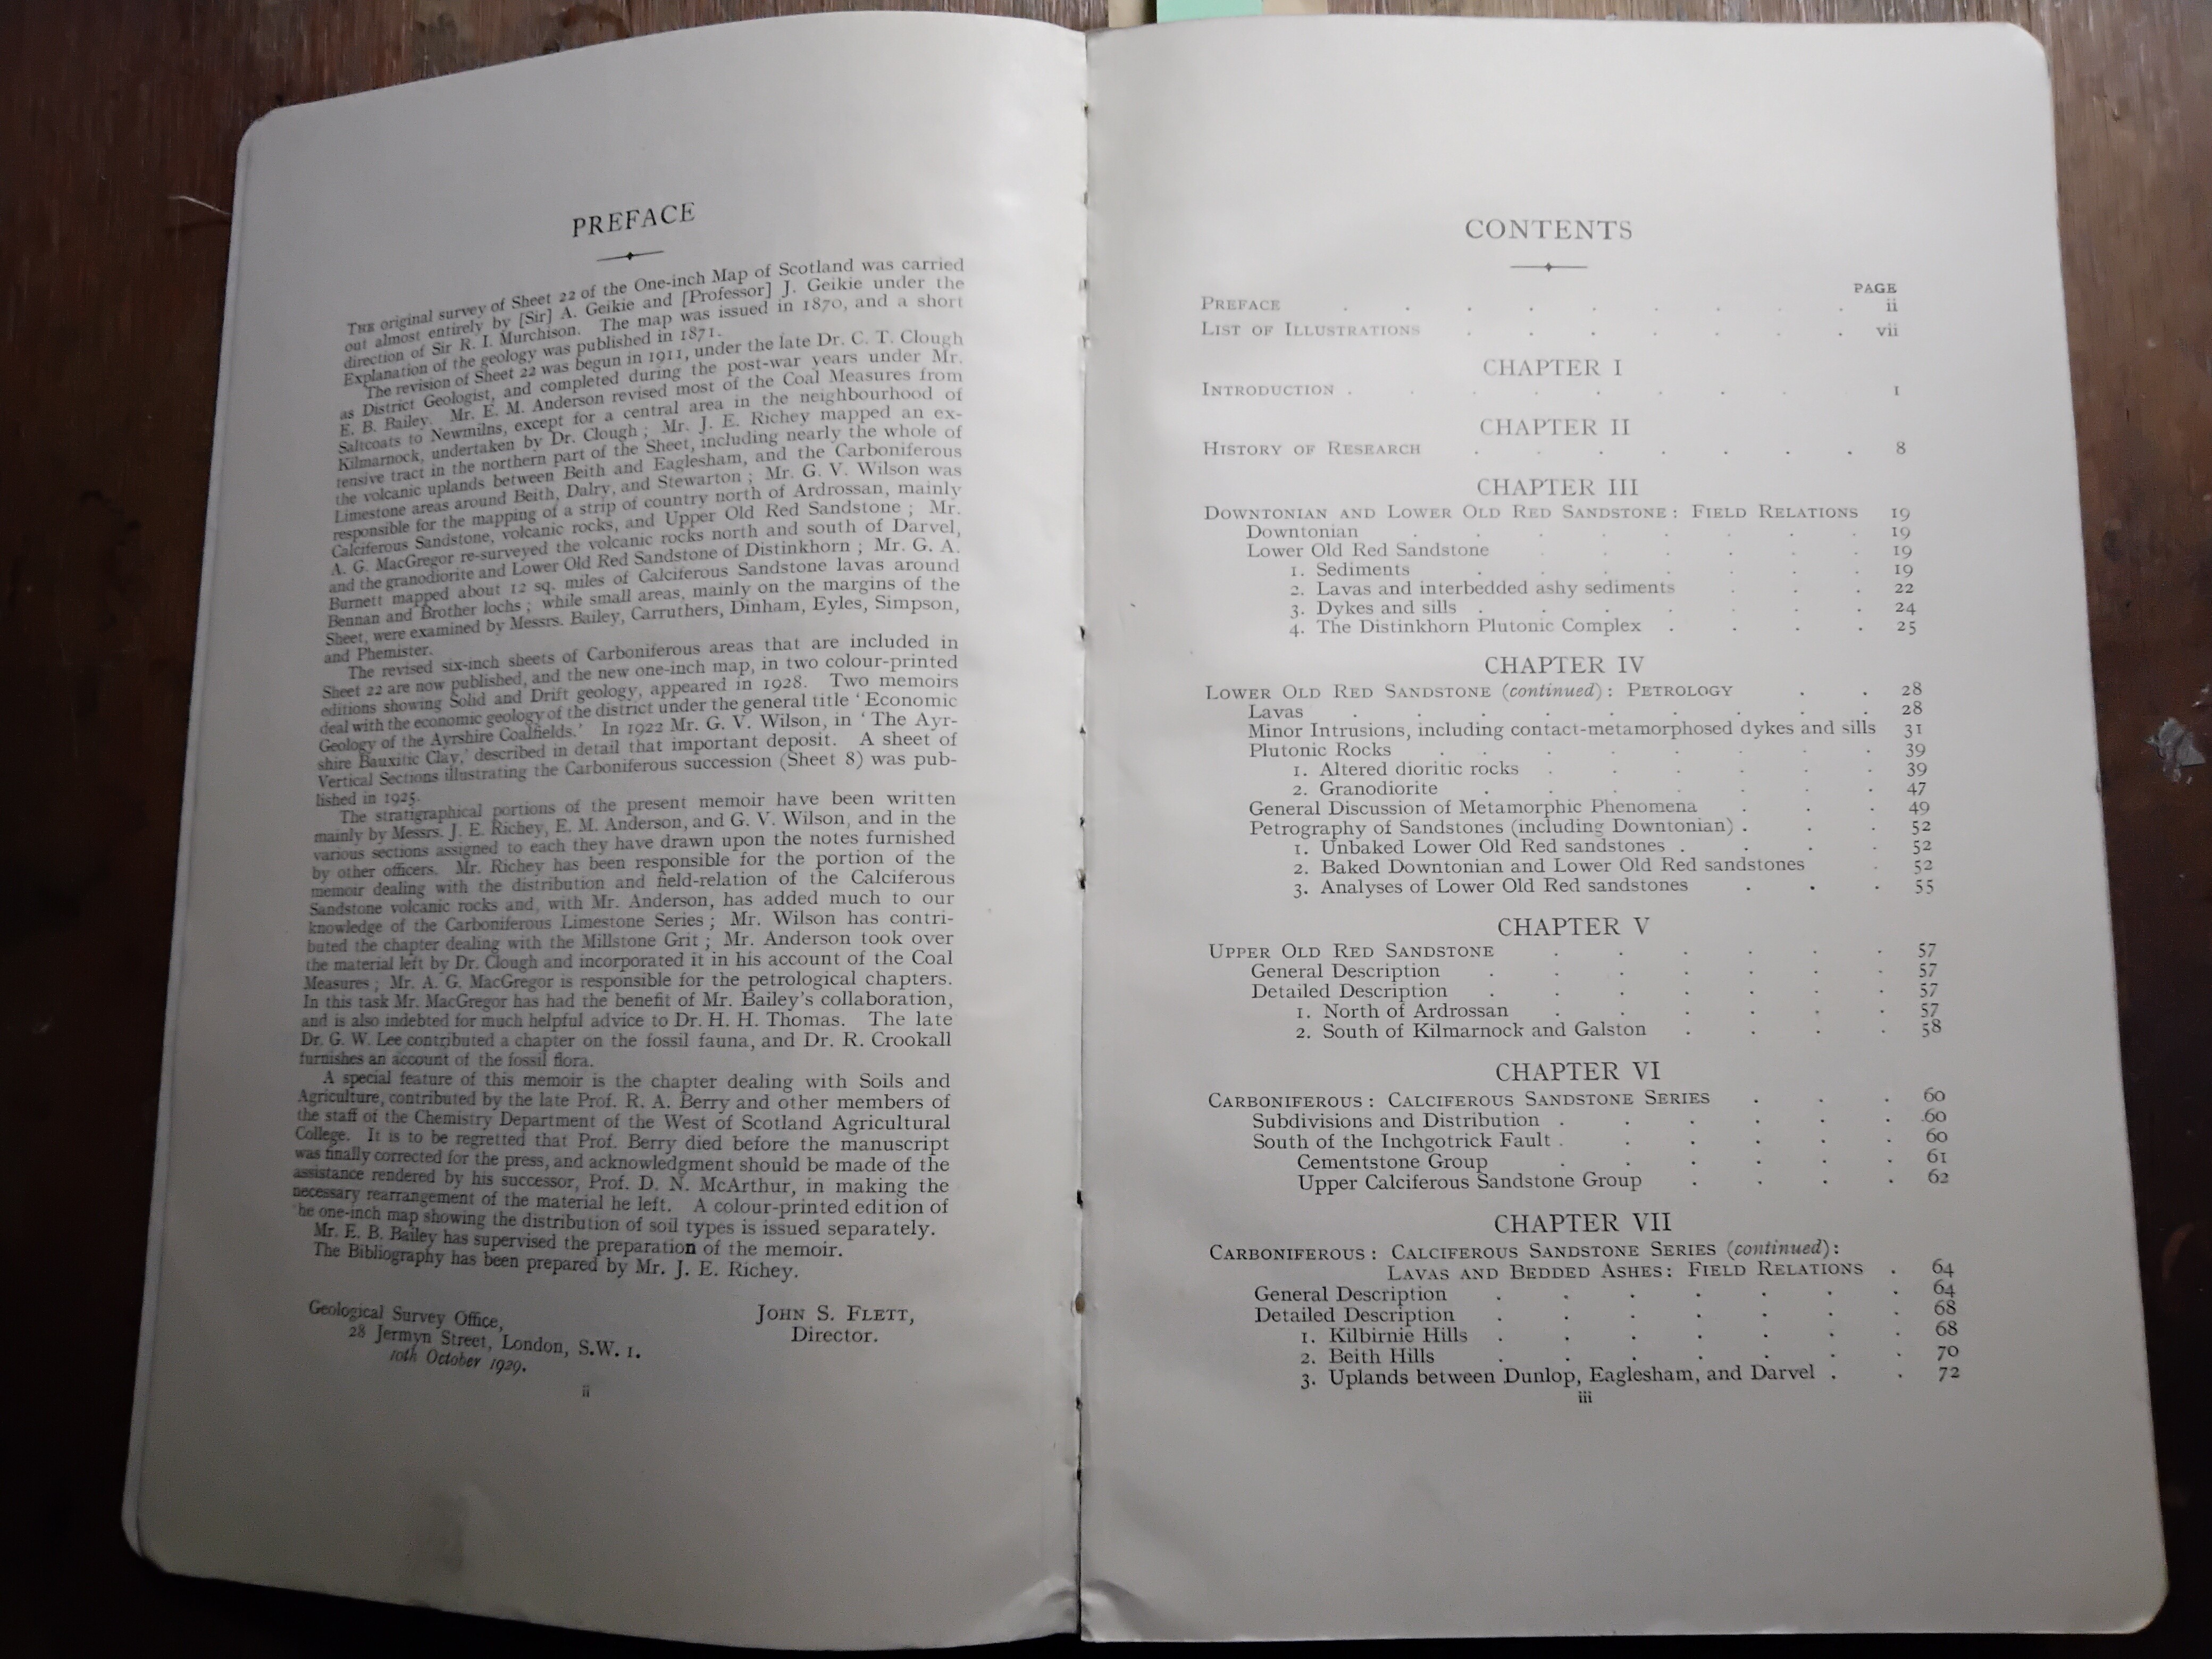 PREFACE
THE original survey of Sheet 22 of the One-inch Map of Scotland was carried
out almost entirely by [Sir] A. Geikie and [Professor] J. Geikie under the
direction of Sir R. I. Murchison. The map was issued in 1870, and a short
Explanation of the geology was published in 1871.
The revision of Sheet 22 was begun in 1911, under the late Dr. C. T. Clough
as District Geologist, and completed during the post-war years under Mr.
E. B. Bailey. Mr. E. M. Anderson revised most of the Coal Measures from
Saltcoats to Newmilns, except for a central area in the neighbourhood of
Kilmarnock, undertaken by Dr. Clough; Mr. J. E. Richey mapped an ex-
tensive tract in the northern part of the Sheet, including nearly the whole of
the volcanic uplands between Beith and Eaglesham, and the Carboniferous
Limestone areas around Beith, Dalry, and Stewarton; Mr. G. V. Wilson was
responsible for the mapping of a strip of country north of Ardrossan, mainly
Calciferous Sandstone, volcanic rocks, and Upper Old Red Sandstone; Mr.
A. G. MacGregor re-surveyed the volcanic rocks north and south of Darvel,
and the granodiorite and Lower Old Red Sandstone of Distinkhorn; Mr. G. A.
Burnett mapped about 12 sq. miles of Calciferous Sandstone lavas around
Bennan and Brother lochs; while small areas, mainly on the margins of the
Sheet, were examined by Messrs. Bailey, Carruthers, Dinham, Eyles, Simpson,
and Phemister.
The revised six-inch sheets of Carboniferous areas that are included in
Sheet 22 are now published, and the new one-inch map, in two colour-printed
editions showing Solid and Drift geology, appeared in 1928. Two memoirs
deal with the economic geology of the district under the general title ‘Economic
Geology of the Ayrshire Coalfields.’ In 1922 Mr. G. V. Wilson, in ‘The Ayr-
shire Bauxitic Clay,’ described in detail that important deposit. A sheet of
Vertical Sections illustrating the Carboniferous succession (Sheet 8) was pub-
lished in 1925.
The stratigraphical portions of the present memoir have been written
mainly by Messrs. J. E. Richey, E. M. Anderson, and G. V. Wilson, and in the
various sections assigned to each they have drawn upon the notes furnished
by other officers. Mr. Richey has been responsible for the portion of the
memoir dealing with the distribution and field-relation of the Calciferous
Sandstone volcanic rocks and, with Mr. Anderson, has added much to our
knowledge of the Carboniferous Limestone Series; Mr. Wilson has contri-
buted the chapter dealing with the Millstone Grit; Mr. Anderson took over
the material left by Dr. Clough and incorporated it in his account of the Coal
Measures; Mr. A. G. MacGregor is responsible for the petrological chapters.
In this task Mr. MacGregor has had the benefit of Mr. Bailey's collaboration,
and is also indebted for much helpful advice to Dr. H. H. Thomas. The late
Dr. G. W. Lee contributed a chapter on the fossil fauna, and Dr. R. Crookall
furnishes an account of the fossil flora.
A special feature of this memoir is the chapter dealing with Soils and
Agriculture, contributed by the late Prof. R. A. Berry and other members of
the staff of the Chemistry Department of the West of Scotland Agricultural
College. It is to be regretted that Prof. Berry died before the manuscript
was finally corrected for the press, and acknowledgment should be made of the
assistance rendered by his successor, Prof. D. N. McArthur, in making the
necessary rearrangement of the material he left. A colour-printed edition of
he one-inch map showing the distribution of soil types is issued separately.
Mr. E. B. Bailey has supervised the preparation of the memoir.
The Bibliography has been prepared by Mr. J. E. Richey.
JOHN S. FLETT,
Director.
Geological Survey Office,
28 Jermyn Street, London, S.W. 1.
10th October 1929.
ii
CONTENTS
PAGE
PREFACE . . . . . . . . . ii
LIST OF ILLUSTRATIONS . . . . . . . vii
CHAPTER I
INTRODUCTION . . . . . . . . 1
CHAPTER II
HISTORY OF RESEARCH . . . . . . . 8
CHAPTER III
DOWNTONIAN AND LOWER OLD RED SANDSTONE: FIELD RELATIONS 19
Downtonian . . . . . . . . 19
Lower Old Red Sandstone . . . . . . 19
1. Sediments . . . . . . . 19
2. Lavas and interbedded ashy sediments . . . 22
3. Dykes and sills . . . . . . . 24
4. The Distinkhorn Plutonic Complex . . . . 25
CHAPTER IV
LOWER OLD RED SANDSTONE (continued): PETROLOGY . . 28
Lavas . . . . . . . . . 28
Minor Intrusions, including contact-metamorphosed dykes and sills 31
Plutonic Rocks . . . . . . . . 39
1. Altered dioritic rocks . . . . . . 39
2. Granodiorite . . . . . . . 47
General Discussion of Metamorphic Phenomena . . . 49
Petrography of Sandstones (including Downtonian) . . . 52
1. Unbaked Lower Old Red sandstones . . . . 52
2. Baked Downtonian and Lower Old Red sandstones . 52
3. Analyses of Lower Old Red sandstones . . . 55
CHAPTER V
UPPER OLD RED SANDSTONE . . . . . . 57
General Description . . . . . . . 57
Detailed Description . . . . . . . 57
1. North of Ardrossan . . . . . . 57
2. South of Kilmarnock and Galston . . . . 58
CHAPTER VI
CARBONIFEROUS: CALCIFEROUS SANDSTONE SERIES . . . 60
Subdivisions and Distribution . . . . . . 60
South of the Inchgotrick Fault . . . . . . 60
Cementstone Group . . . . . . 61
Upper Calciferous Sandstone Group . . . . 62
CHAPTER VII
CARBONIFEROUS: CALCIFEROUS SANDSTONE SERIES (continued):
LAVAS AND BEDDED ASHES: FIELD RELATIONS . 64
General Description . . . . . . . 64
Detailed Description . . . . . . . 68
1. Kilbirnie Hills . . . . . . . 68
2. Beith Hills . . . . . . . 70
3. Uplands between Dunlop, Eaglesham, and Darvel . . 72
iii